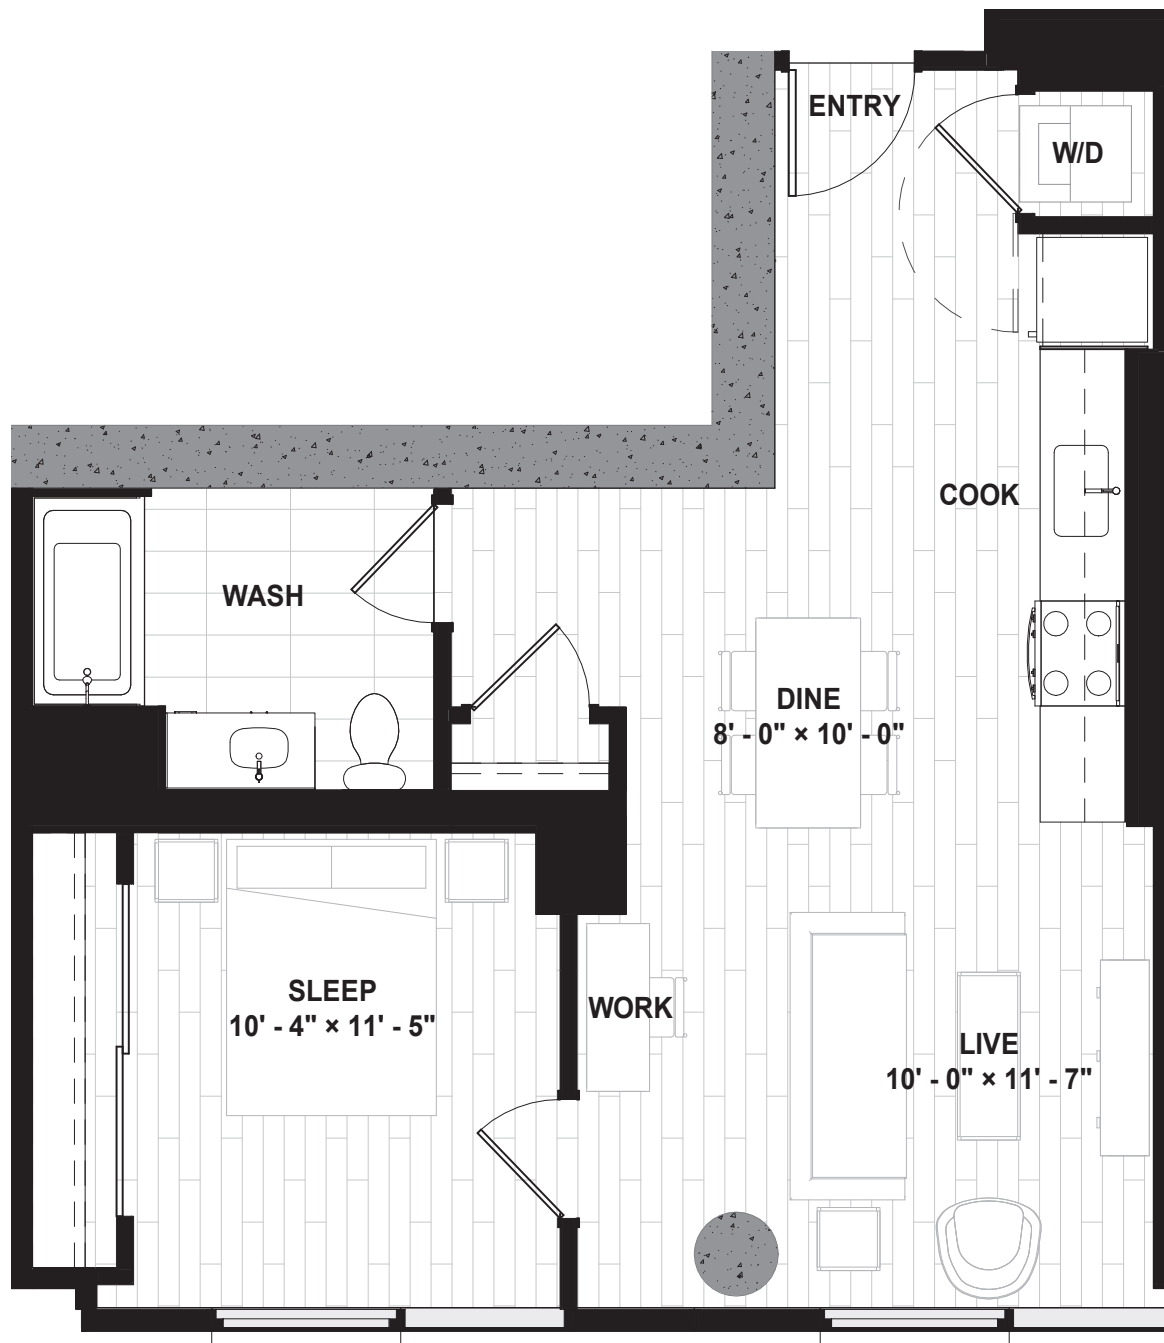 ENTRY
W/D
COOK
WASH
DINE
8' - 0" × 10' - 0"
SLEEP
10' - 4" × 11' - 5"
WORK
LIVE
10' - 0" × 11' - 7"